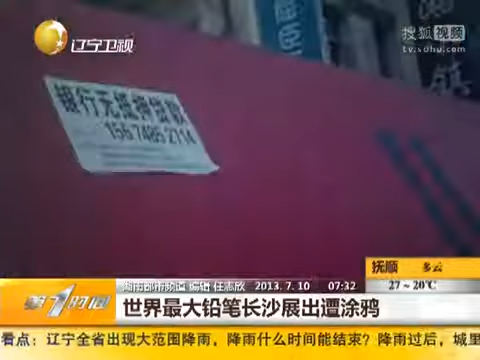 辽宁卫视
搜狐视频
tv.sohu.com
银行无抵押贷款
156 7485 2714
湖南都市频道 编辑 任志欣 2013.7.10 07:32
抚顺 多云
27~20℃
第1时间
世界最大铅笔长沙展出遭涂鸦
看点：辽宁全省出现大范围降雨，降雨什么时间能结束？降雨过后，城里